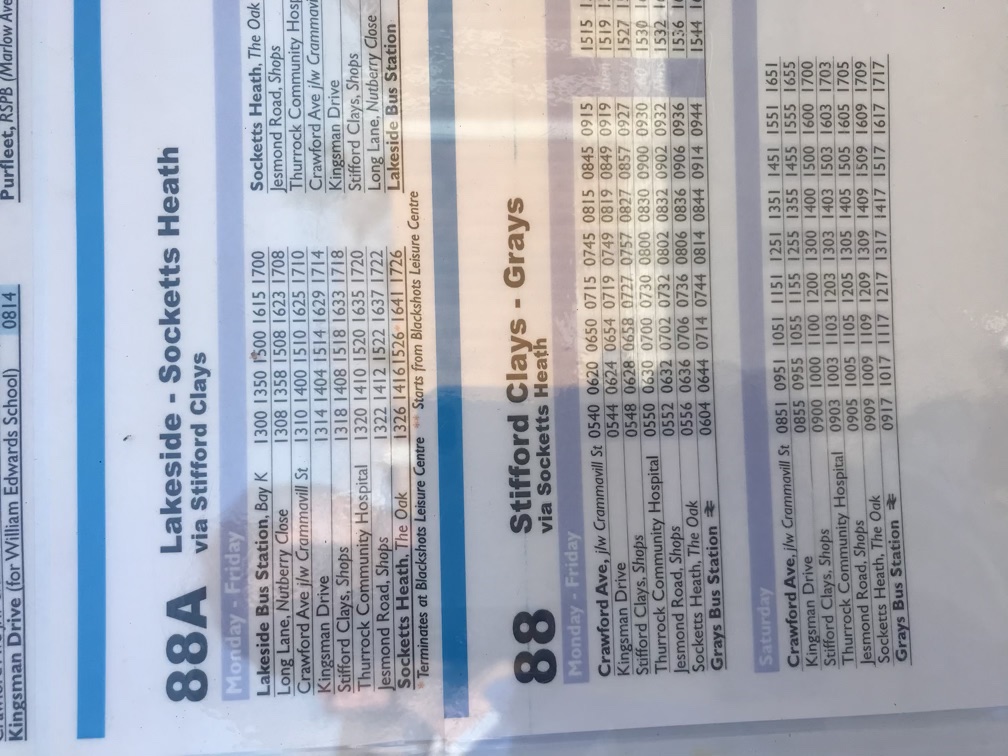 Kingsman Drive (for William Edwards School) 0814
Purfleet, RSPB (Marlow Ave
88A Lakeside - Socketts Heath
via Stifford Clays
Monday - Friday
Lakeside Bus Station, Bay K 1300 1350 *1500 1615 1700
Long Lane, Nutberry Close 1308 1358 1508 1623 1708
Crawford Ave j/w Crammavill St 1310 1400 1510 1625 1710
Kingsman Drive 1314 1404 1514 1629 1714
Stifford Clays, Shops 1318 1408 1518 1633 1718
Thurrock Community Hospital 1320 1410 1520 1635 1720
Jesmond Road, Shops 1322 1412 1522 1637 1722
Socketts Heath, The Oak 1326 1416 1526 1641 1726
* Terminates at Blackshots Leisure Centre ** Starts from Blackshots Leisure Centre
Socketts Heath, The Oak
Jesmond Road, Shops
Thurrock Community Hosp
Crawford Ave j/w Crammavi
Kingsman Drive
Stifford Clays, Shops
Long Lane, Nutberry Close
Lakeside Bus Station
88 Stifford Clays - Grays
via Socketts Heath
Monday - Friday
Crawford Ave, j/w Crammavill St 0540 0620 0650 0715 0745 0815 0845 0915 1515
Kingsman Drive 0544 0624 0654 0719 0749 0819 0849 0919 1519
Stifford Clays, Shops 0548 0628 0658 0727 0757 0827 0857 0927 1527
Thurrock Community Hospital 0550 0630 0700 0730 0800 0830 0900 0930 1530
Jesmond Road, Shops 0552 0632 0702 0732 0802 0832 0902 0932 1532
Socketts Heath, The Oak 0556 0636 0706 0736 0806 0836 0906 0936 1536
Grays Bus Station 0604 0644 0714 0744 0814 0844 0914 0944 1544
Saturday
Crawford Ave, j/w Crammavill St 0851 0951 1051 1151 1251 1351 1451 1551 1651
Kingsman Drive 0855 0955 1055 1155 1255 1355 1455 1555 1655
Stifford Clays, Shops 0900 1000 1100 1200 1300 1400 1500 1600 1700
Thurrock Community Hospital 0903 1003 1103 1203 1303 1403 1503 1603 1703
Jesmond Road, Shops 0905 1005 1105 1205 1305 1405 1505 1605 1705
Socketts Heath, The Oak 0909 1009 1109 1209 1309 1409 1509 1609 1709
Grays Bus Station 0917 1017 1117 1217 1317 1417 1517 1617 1717